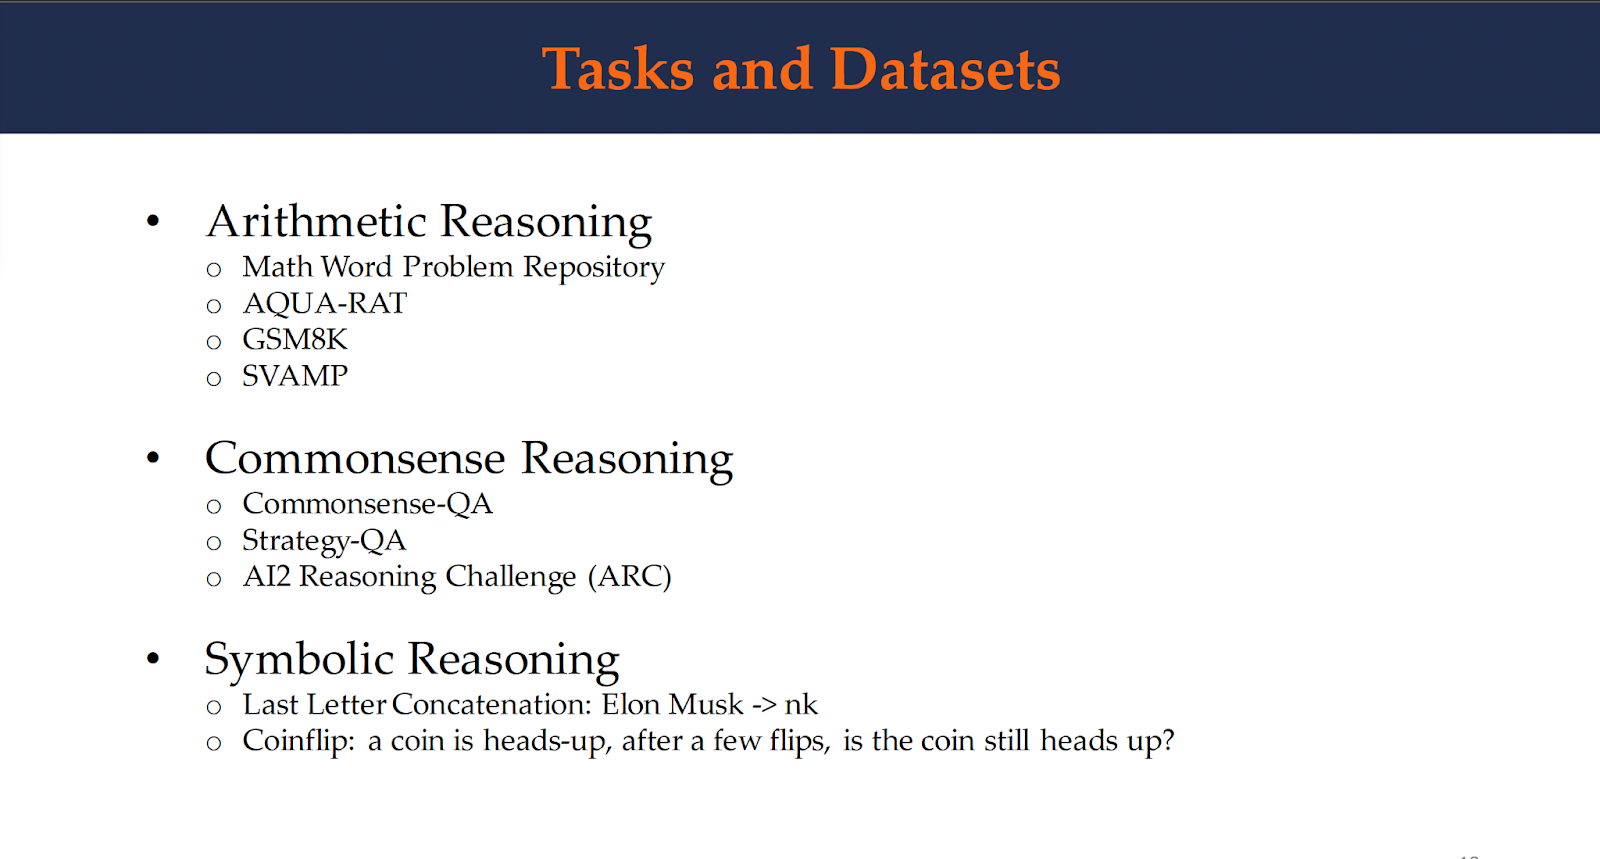 Tasks and Datasets
• Arithmetic Reasoning
o Math Word Problem Repository
o AQUA-RAT
o GSM8K
o SVAMP
• Commonsense Reasoning
o Commonsense-QA
o Strategy-QA
o AI2 Reasoning Challenge (ARC)
• Symbolic Reasoning
o Last Letter Concatenation: Elon Musk -> nk
o Coinflip: a coin is heads-up, after a few flips, is the coin still heads up?